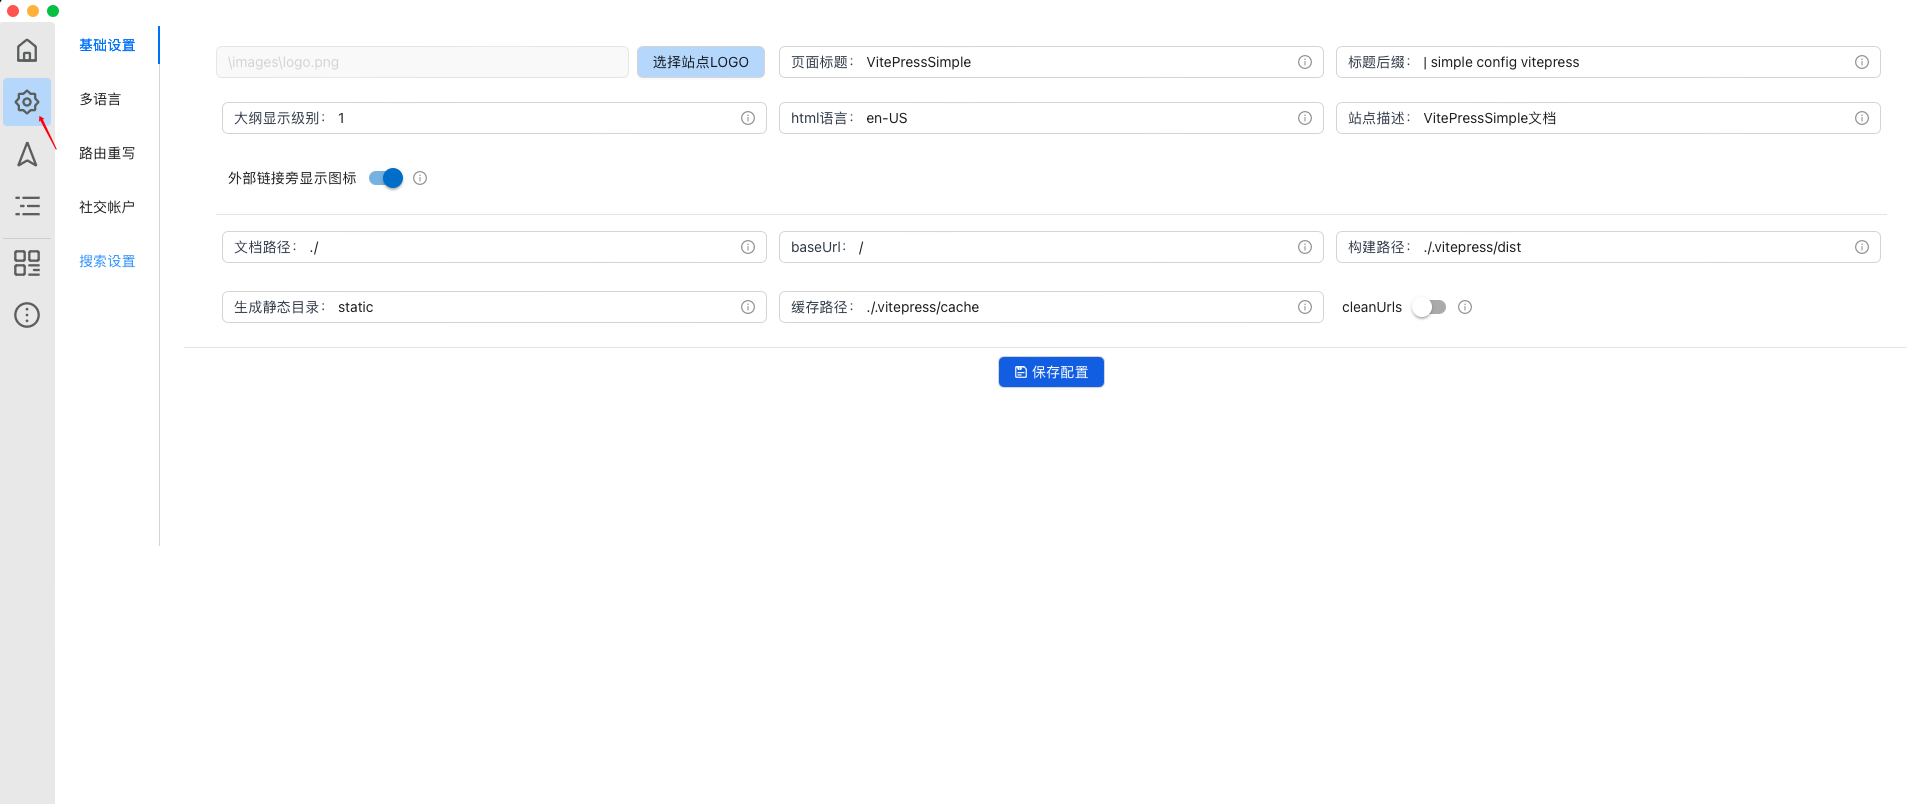 基础设置
多语言
路由重写
社交帐户
搜索设置
\images\logo.png
选择站点LOGO
页面标题： VitePressSimple
标题后缀： | simple config vitepress
大纲显示级别： 1
html语言： en-US
站点描述： VitePressSimple文档
外部链接旁显示图标
文档路径： ./
baseUrl： /
构建路径： ./.vitepress/dist
生成静态目录： static
缓存路径： ./.vitepress/cache
cleanUrls
保存配置